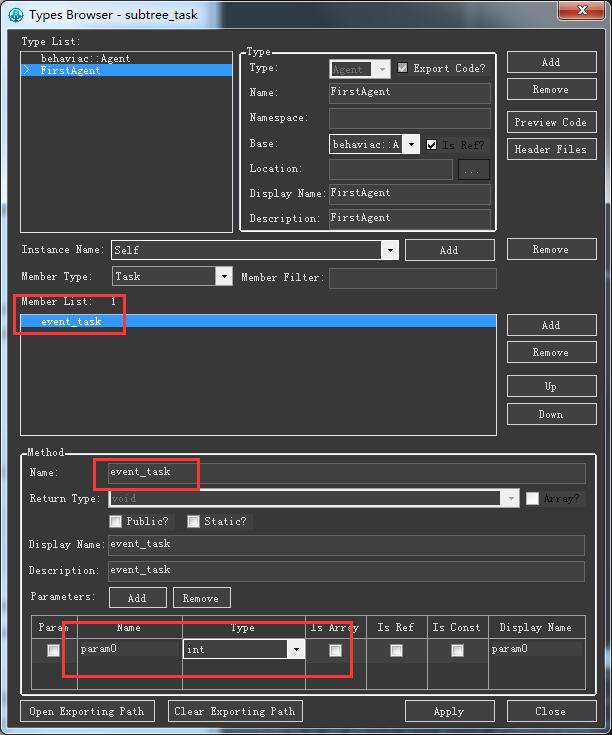 Types Browser - subtree_task
Type List:
behaviac::Agent
> FirstAgent
Type
Type: Agent Export Code?
Name: FirstAgent
Namespace:
Base: behaviac::A Is Ref?
Location: ...
Display Name: FirstAgent
Description: FirstAgent
Add
Remove
Preview Code
Header Files
Instance Name: Self Add Remove
Member Type: Task Member Filter:
Member List: 1
event_task
Add
Remove
Up
Down
Method
Name: event_task
Return Type: void Array?
Public? Static?
Display Name: event_task
Description: event_task
Parameters: Add Remove
Param Name Type Is Array Is Ref Is Const Display Name
param0 int param0
Open Exporting Path Clear Exporting Path Apply Close